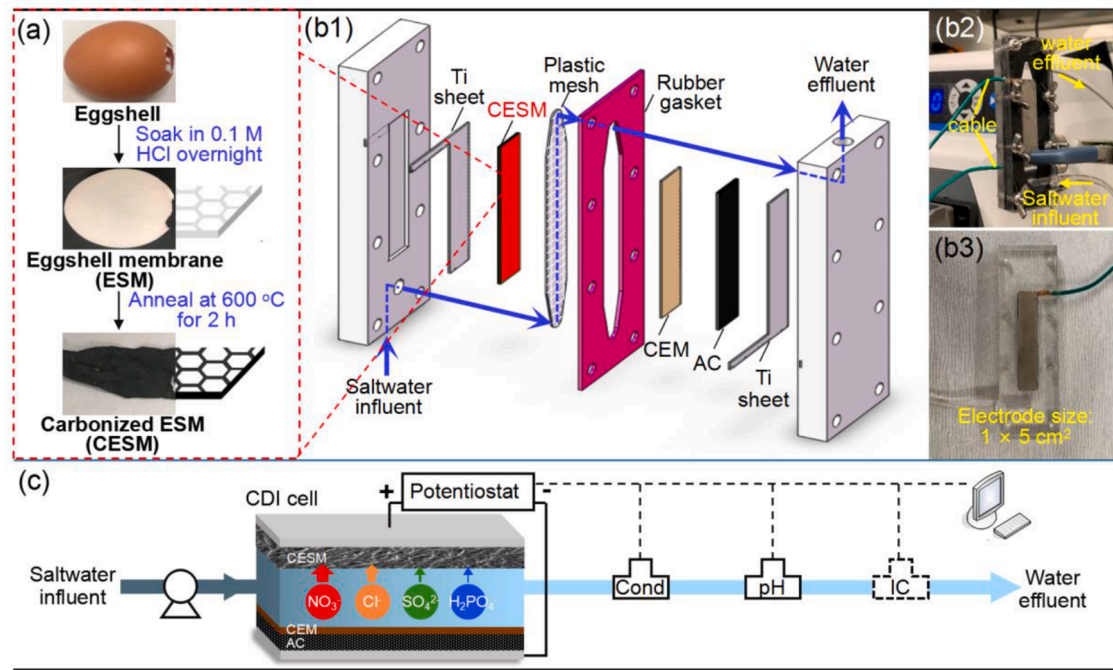 (a)
Eggshell
Soak in 0.1 M
HCl overnight
Eggshell membrane
(ESM)
Anneal at 600 °C
for 2 h
Carbonized ESM
(CESM)
(b1)
Ti
sheet
CESM
Plastic
mesh
Rubber
gasket
Water
effluent
Saltwater
influent
CEM
AC
Ti
sheet
(b2)
water
effluent
cable
Saltwater
influent
(b3)
Electrode size:
1 × 5 cm²
(c)
CDI cell
+ Potentiostat -
Saltwater
influent
CESM
NO₃⁻ Cl⁻ SO₄²⁻ H₂PO₄⁻
CEM
AC
Cond pH IC
Water
effluent